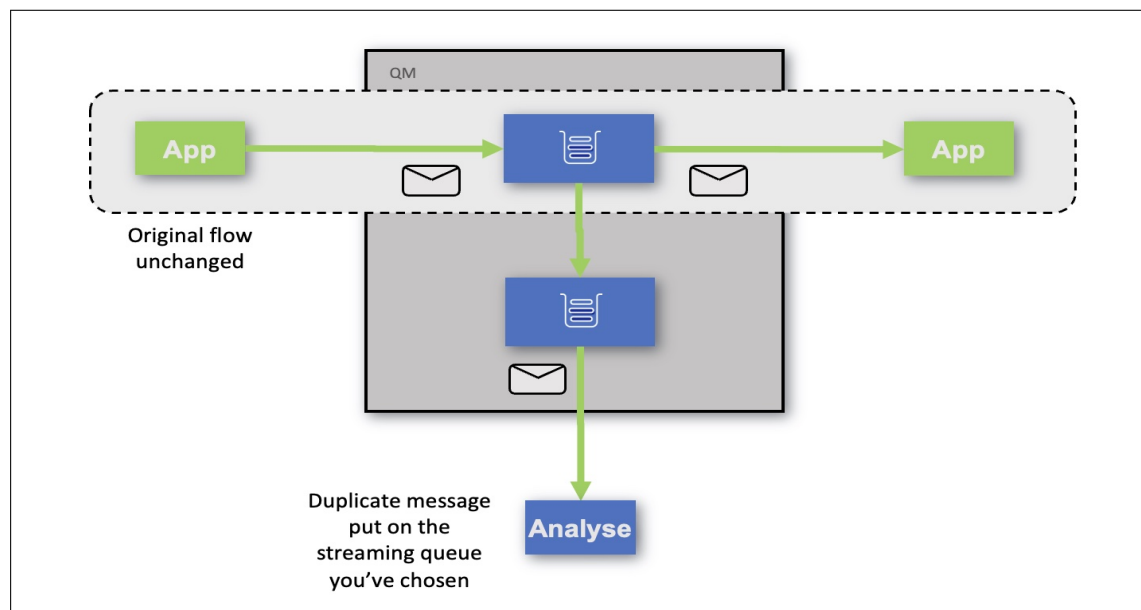 QM
App
App
Original flow
unchanged
Duplicate message
put on the
streaming queue
you’ve chosen
Analyse